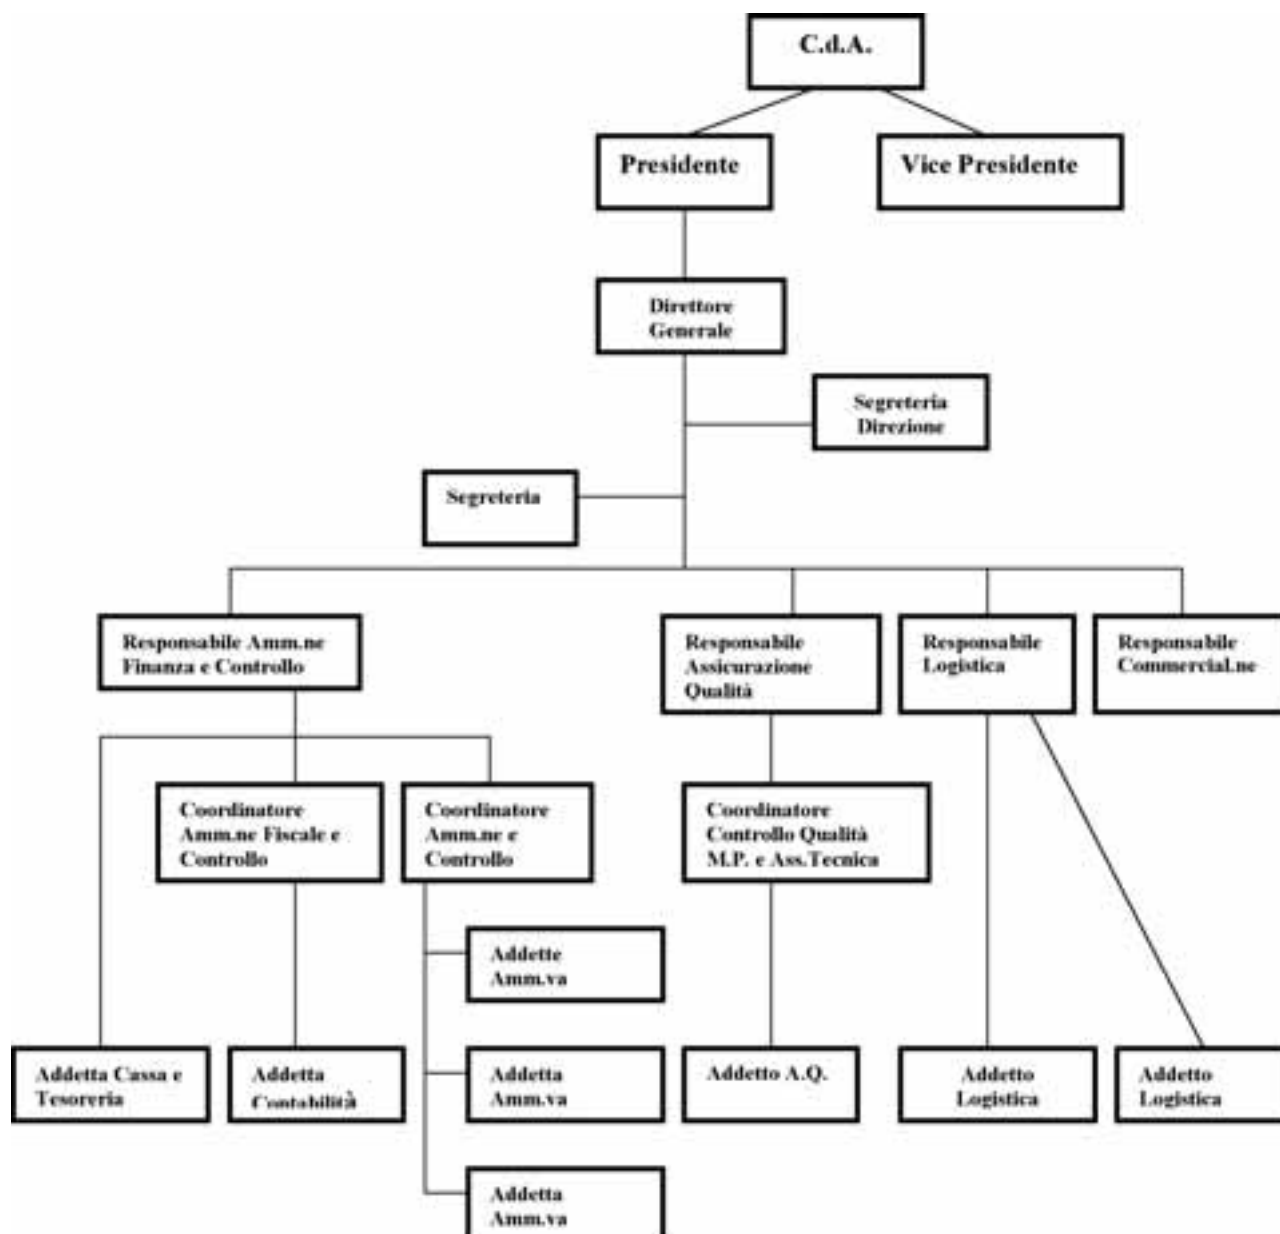 C.d.A.
Presidente
Vice Presidente
Direttore
Generale
Segreteria
Direzione
Segreteria
Responsabile Amm.ne
Finanza e Controllo
Responsabile
Assicurazione
Qualità
Responsabile
Logistica
Responsabile
Commercial.ne
Coordinatore
Amm.ne Fiscale e
Controllo
Coordinatore
Amm.ne e
Controllo
Coordinatore
Controllo Qualità
M.P. e Ass.Tecnica
Addette
Amm.va
Addetta Cassa e
Tesoreria
Addetta
Contabilità
Addetta
Amm.va
Addetto A.Q.
Addetto
Logistica
Addetto
Logistica
Addetta
Amm.va